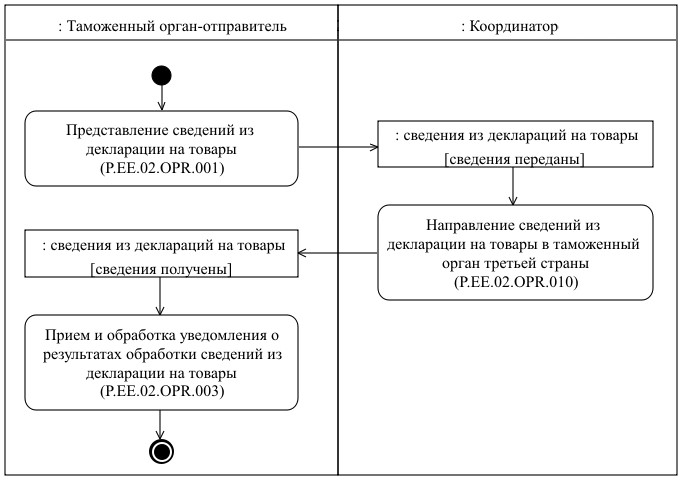 : Таможенный орган-отправитель
: Координатор
Представление сведений из
декларации на товары
(P.EE.02.OPR.001)
: сведения из деклараций на товары
[сведения переданы]
Направление сведений из
декларации на товары в таможенный
орган третьей страны
(P.EE.02.OPR.010)
: сведения из деклараций на товары
[сведения получены]
Прием и обработка уведомления о
результатах обработки сведений из
декларации на товары
(P.EE.02.OPR.003)